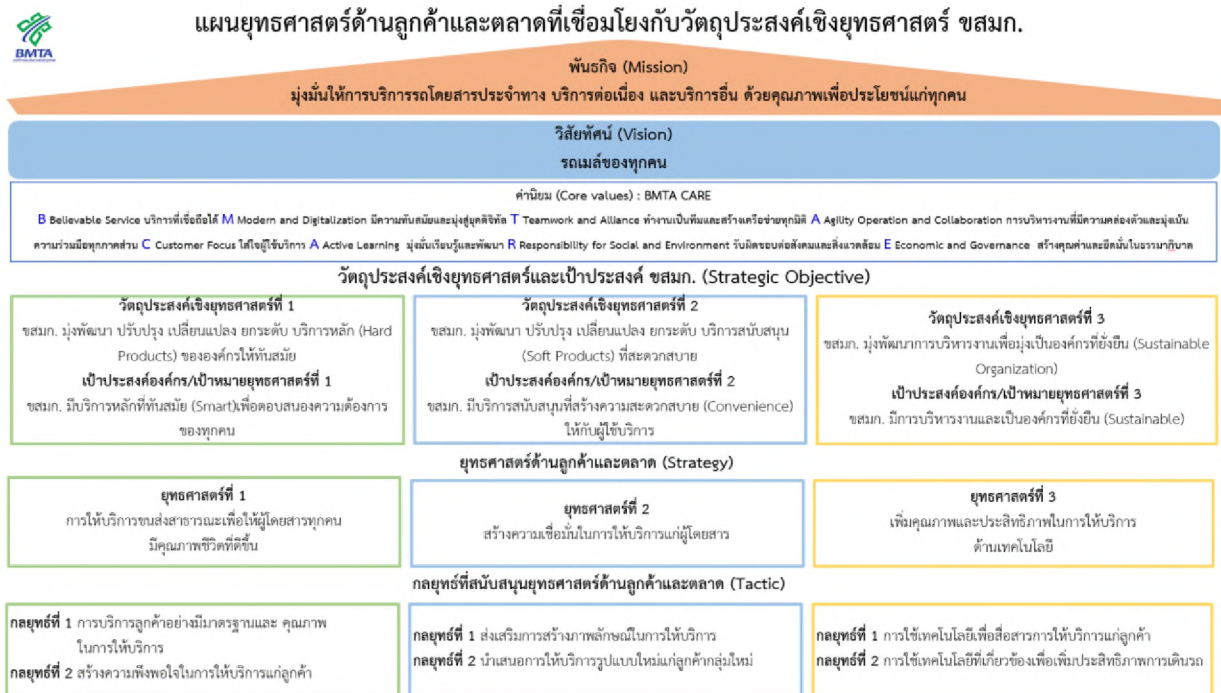 แผนยุทธศาสตร์ด้านลูกค้าและตลาดที่เชื่อมโยงกับวัตถุประสงค์เชิงยุทธศาสตร์ ขสมก.
BMTA
พันธกิจ (Mission)
มุ่งมั่นให้การบริการรถโดยสารประจำทาง บริการต่อเนื่อง และบริการอื่น ด้วยคุณภาพเพื่อประโยชน์แก่ทุกคน
วิสัยทัศน์ (Vision)
รถเมล์ของทุกคน
ค่านิยม (Core values) : BMTA CARE
B Believable Service บริการที่เชื่อถือได้ M Modern and Digitalization มีความทันสมัยและมุ่งสู่ยุคดิจิทัล T Teamwork and Alliance ทำงานเป็นทีมและสร้างเครือข่ายทุกมิติ A Agility Operation and Collaboration การบริหารงานที่มีความคล่องตัวและมุ่งเน้น
ความร่วมมือทุกภาคส่วน C Customer Focus ใส่ใจผู้ใช้บริการ A Active Learning มุ่งมั่นเรียนรู้และพัฒนา R Responsibility for Social and Environment รับผิดชอบต่อสังคมและสิ่งแวดล้อม E Economic and Governance สร้างคุณค่าและยึดมั่นในธรรมาภิบาล
วัตถุประสงค์เชิงยุทธศาสตร์และเป้าประสงค์ ขสมก. (Strategic Objective)
วัตถุประสงค์เชิงยุทธศาสตร์ที่ 1
ขสมก. มุ่งพัฒนา ปรับปรุง เปลี่ยนแปลง ยกระดับ บริการหลัก (Hard
Products) ขององค์กรให้ทันสมัย
เป้าประสงค์องค์กร/เป้าหมายยุทธศาสตร์ที่ 1
ขสมก. มีบริการหลักที่ทันสมัย (Smart)เพื่อตอบสนองความต้องการ
ของทุกคน
วัตถุประสงค์เชิงยุทธศาสตร์ที่ 2
ขสมก. มุ่งพัฒนา ปรับปรุง เปลี่ยนแปลง ยกระดับ บริการสนับสนุน
(Soft Products) ที่สะดวกสบาย
เป้าประสงค์องค์กร/เป้าหมายยุทธศาสตร์ที่ 2
ขสมก. มีบริการสนับสนุนที่สร้างความสะดวกสบาย (Convenience)
ให้กับผู้ใช้บริการ
วัตถุประสงค์เชิงยุทธศาสตร์ที่ 3
ขสมก. มุ่งพัฒนาการบริหารงานเพื่อมุ่งเป็นองค์กรที่ยั่งยืน (Sustainable
Organization)
เป้าประสงค์องค์กร/เป้าหมายยุทธศาสตร์ที่ 3
ขสมก. มีการบริหารงานและเป็นองค์กรที่ยั่งยืน (Sustainable)
ยุทธศาสตร์ด้านลูกค้าและตลาด (Strategy)
ยุทธศาสตร์ที่ 1
การให้บริการขนส่งสาธารณะเพื่อให้ผู้โดยสารทุกคน
มีคุณภาพชีวิตที่ดีขึ้น
ยุทธศาสตร์ที่ 2
สร้างความเชื่อมั่นในการให้บริการแก่ผู้โดยสาร
ยุทธศาสตร์ที่ 3
เพิ่มคุณภาพและประสิทธิภาพในการให้บริการ
ด้านเทคโนโลยี
กลยุทธ์ที่สนับสนุนยุทธศาสตร์ด้านลูกค้าและตลาด (Tactic)
กลยุทธ์ที่ 1 การบริการลูกค้าอย่างมีมาตรฐานและ คุณภาพ
ในการให้บริการ
กลยุทธ์ที่ 2 สร้างความพึงพอใจในการให้บริการแก่ลูกค้า
กลยุทธ์ที่ 1 ส่งเสริมการสร้างภาพลักษณ์ในการให้บริการ
กลยุทธ์ที่ 2 นำเสนอการให้บริการรูปแบบใหม่แก่ลูกค้ากลุ่มใหม่
กลยุทธ์ที่ 1 การใช้เทคโนโลยีเพื่อสื่อสารการให้บริการแก่ลูกค้า
กลยุทธ์ที่ 2 การใช้เทคโนโลยีที่เกี่ยวข้องเพื่อเพิ่มประสิทธิภาพการเดินรถ